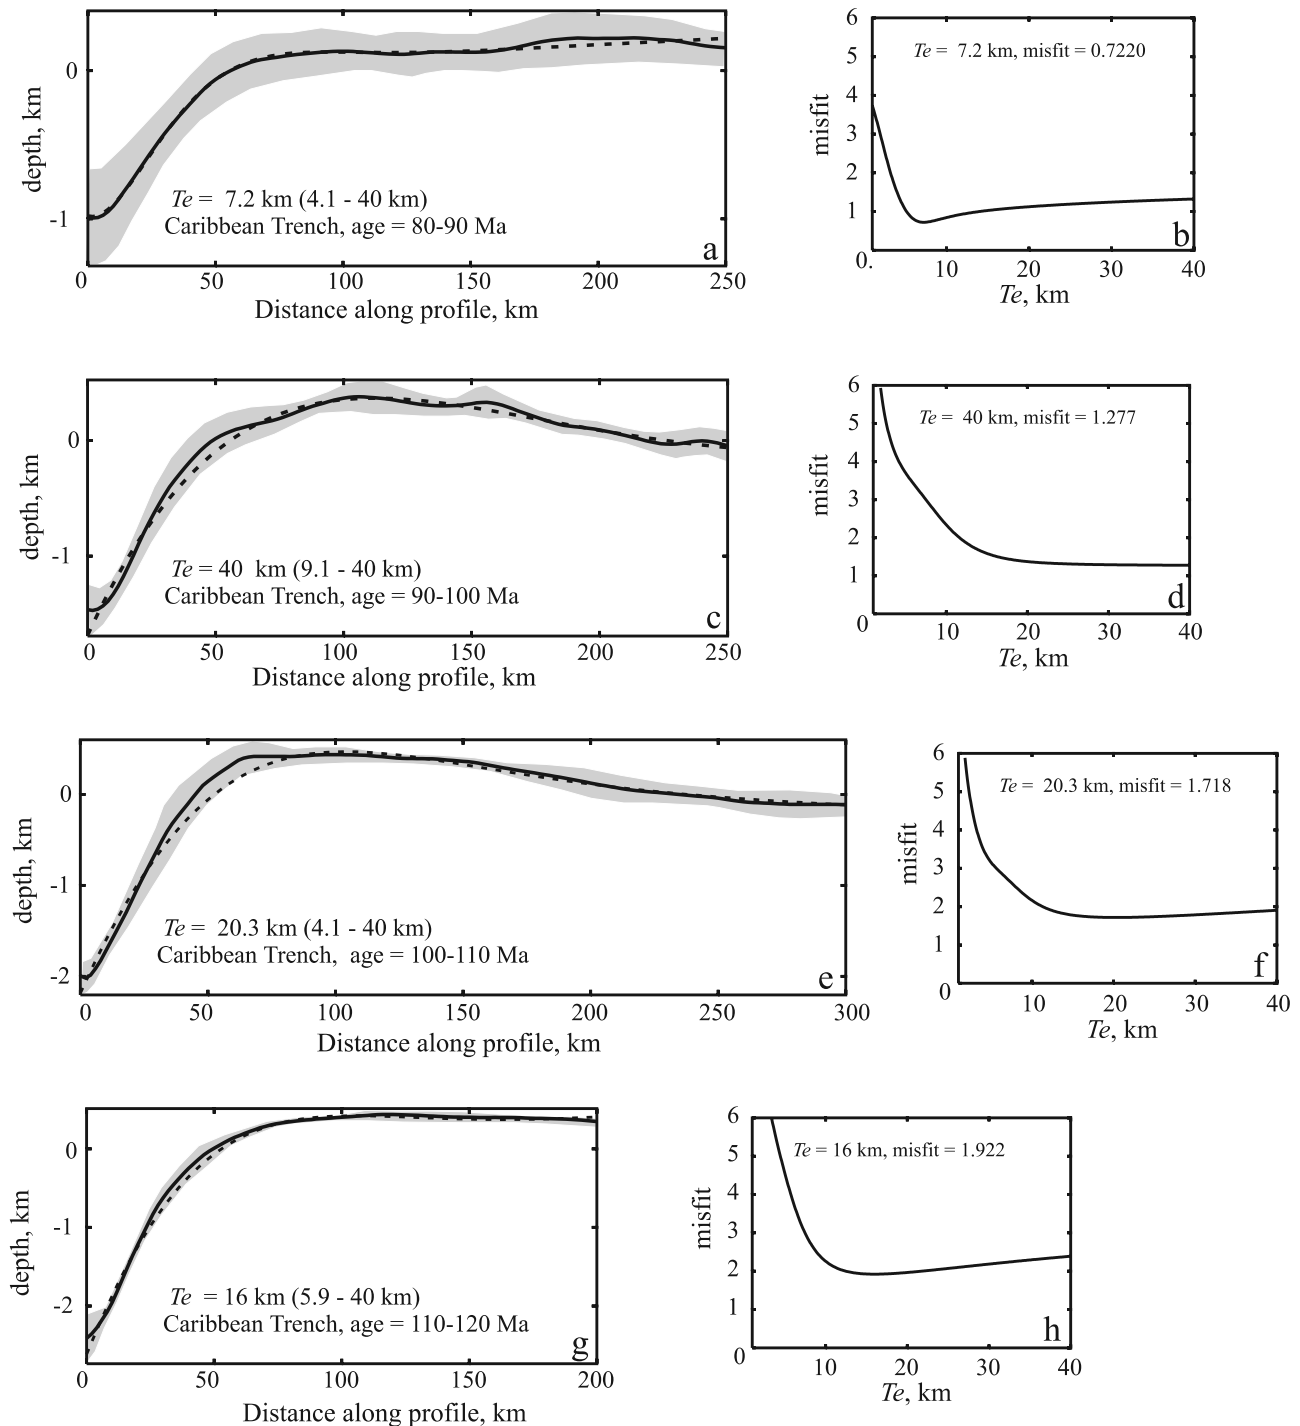 0
-1
depth, km
Te = 7.2 km (4.1 - 40 km)
Caribbean Trench, age = 80-90 Ma
a
0 50 100 150 200 250
Distance along profile, km
6
5
4
3
2
1
0.
misfit
Te = 7.2 km, misfit = 0.7220
b
10 20 30 40
Te, km
0
-1
depth, km
Te = 40 km (9.1 - 40 km)
Caribbean Trench, age = 90-100 Ma
c
0 50 100 150 200 250
Distance along profile, km
6
5
4
3
2
1
0
misfit
Te = 40 km, misfit = 1.277
d
10 20 30 40
Te, km
0
-1
-2
depth, km
Te = 20.3 km (4.1 - 40 km)
Caribbean Trench, age = 100-110 Ma
e
0 50 100 150 200 250 300
Distance along profile, km
6
5
4
3
2
1
0
misfit
Te = 20.3 km, misfit = 1.718
f
10 20 30 40
Te, km
0
-1
-2
depth, km
Te = 16 km (5.9 - 40 km)
Caribbean Trench, age = 110-120 Ma
g
0 50 100 150 200
Distance along profile, km
6
5
4
3
2
1
0
misfit
Te = 16 km, misfit = 1.922
h
10 20 30 40
Te, km